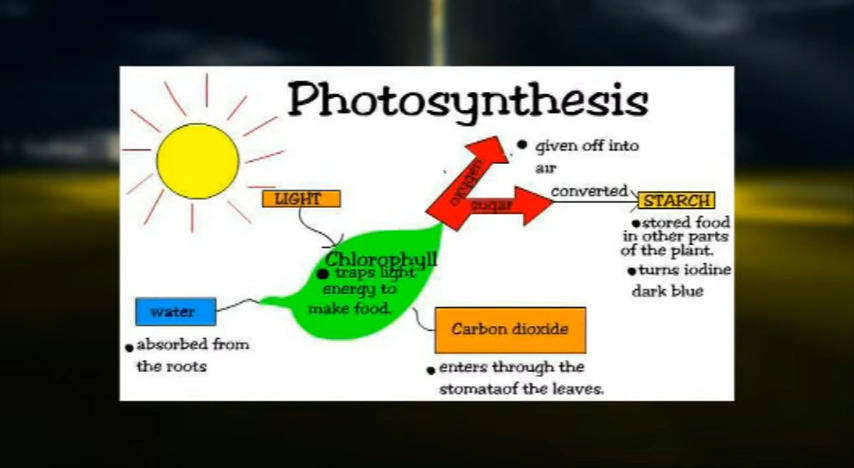 Photosynthesis
given off into
air
oxygen
sugar
converted
STARCH
stored food
in other parts
of the plant.
turns iodine
dark blue
LIGHT
Chlorophyll
traps light
energy to
make food.
water
absorbed from
the roots
Carbon dioxide
enters through the
stomataof the leaves.